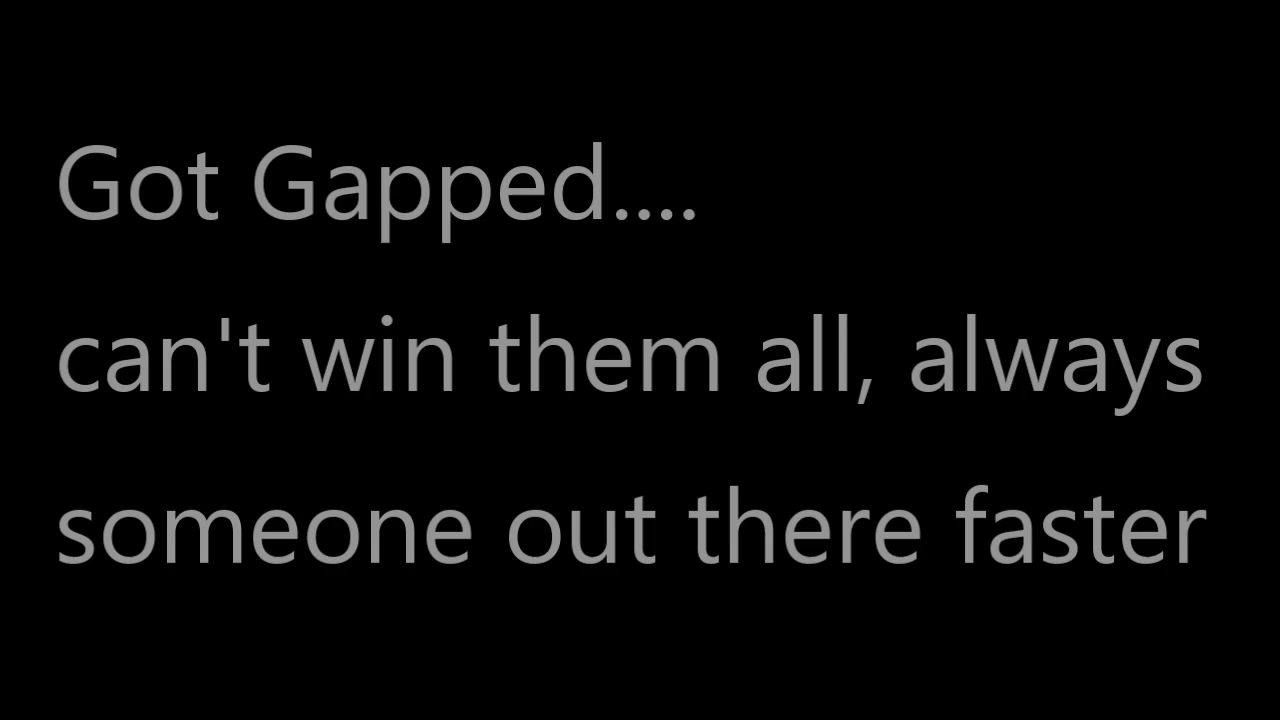 Got Gapped....
can't win them all, always
someone out there faster